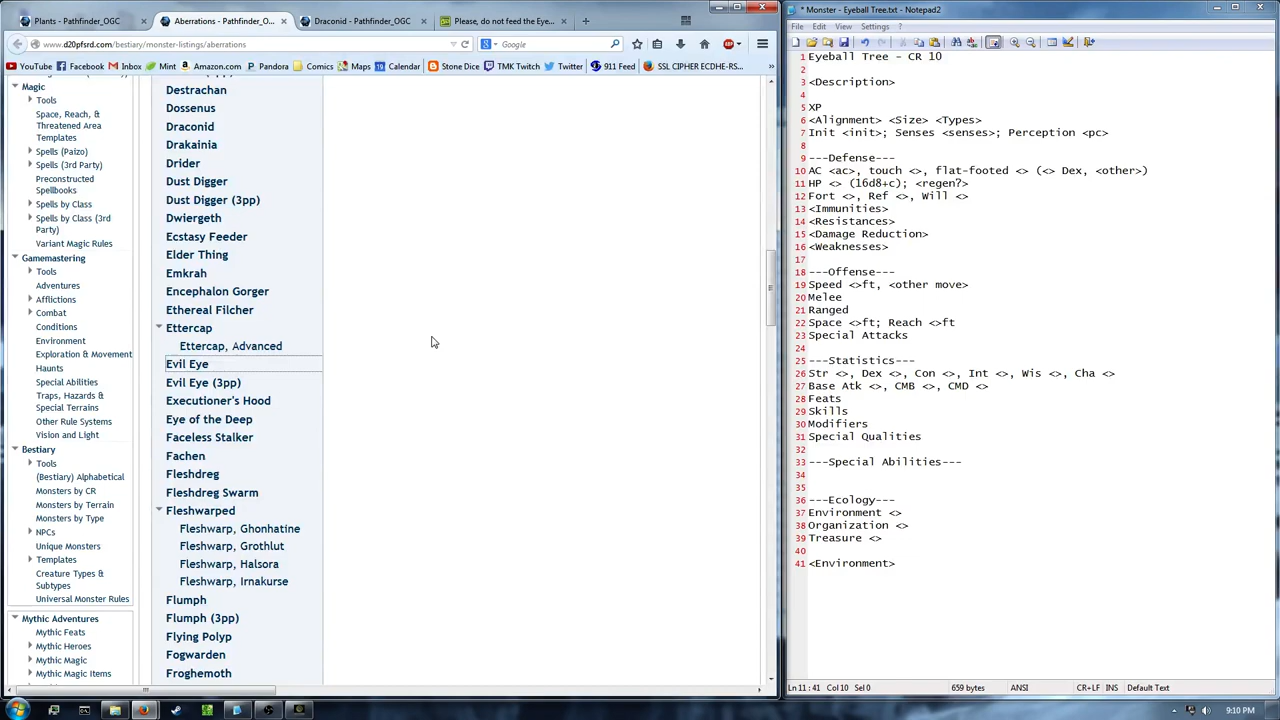 Plants - Pathfinder_OGC
Aberrations - Pathfinder_O...
Draconid - Pathfinder_OGC
Please, do not feed the Eye...
* Monster - Eyeball Tree.txt - Notepad2
www.d20pfsrd.com/bestiary/monster-listings/aberrations
Google
File Edit View Settings ?
YouTube Facebook Inbox Mint Amazon Pandora Comics Maps Calendar Stone Dice TMK Twitch Twitter 911 Feed SSL CIPHER ECDHE-RS...
Magic
Tools
Space, Reach, &
Threatened Area
Templates
Spells (Paizo)
Spells (3rd Party)
Preconstructed
Spellbooks
Spells by Class
Spells by Class (3rd
Party)
Variant Magic Rules
Gamemastering
Tools
Adventures
Afflictions
Combat
Conditions
Environment
Exploration & Movement
Haunts
Special Abilities
Traps, Hazards &
Special Terrains
Other Rule Systems
Vision and Light
Bestiary
Tools
(Bestiary) Alphabetical
Monsters by CR
Monsters by Terrain
Monsters by Type
NPCs
Unique Monsters
Templates
Creature Types &
Subtypes
Universal Monster Rules
Mythic Adventures
Mythic Feats
Mythic Heroes
Mythic Magic
Mythic Magic Items
Destrachan
Dossenus
Draconid
Drakainia
Drider
Dust Digger
Dust Digger (3pp)
Dwiergeth
Ecstasy Feeder
Elder Thing
Emkrah
Encephalon Gorger
Ethereal Filcher
Ettercap
Ettercap, Advanced
Evil Eye
Evil Eye (3pp)
Executioner's Hood
Eye of the Deep
Faceless Stalker
Fachen
Fleshdreg
Fleshdreg Swarm
Fleshwarped
Fleshwarp, Ghonhatine
Fleshwarp, Grothlut
Fleshwarp, Halsora
Fleshwarp, Irnakurse
Flumph
Flumph (3pp)
Flying Polyp
Fogwarden
Froghemoth
1 Eyeball Tree - CR 10
2
3 <Description>
4
5 XP
6 <Alignment> <Size> <Types>
7 Init <init>; Senses <senses>; Perception <pc>
8
9 ---Defense---
10 AC <ac>, touch <>, flat-footed <> (<> Dex, <other>)
11 HP <> (16d8+c); <regen?>
12 Fort <>, Ref <>, Will <>
13 <Immunities>
14 <Resistances>
15 <Damage Reduction>
16 <Weaknesses>
17
18 ---Offense---
19 Speed <>ft, <other move>
20 Melee
21 Ranged
22 Space <>ft; Reach <>ft
23 Special Attacks
24
25 ---Statistics---
26 Str <>, Dex <>, Con <>, Int <>, Wis <>, Cha <>
27 Base Atk <>, CMB <>, CMD <>
28 Feats
29 Skills
30 Modifiers
31 Special Qualities
32
33 ---Special Abilities---
34
35
36 ---Ecology---
37 Environment <>
38 Organization <>
39 Treasure <>
40
41 <Environment>
Ln 11 : 41 Col 10 Sel 0 659 bytes ANSI CR+LF INS Default Text
9:10 PM